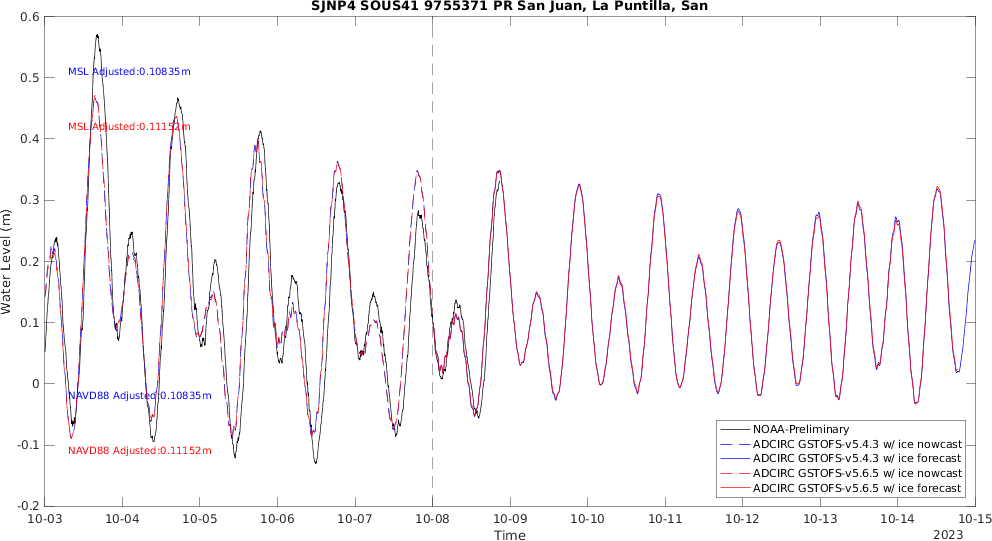 SJNP4 SOUS41 9755371 PR San Juan, La Puntilla, San
0.6
0.5
0.4
0.3
0.2
0.1
0
-0.1
-0.2
Water Level (m)
MSL Adjusted:0.10835m
MSL Adjusted:0.11152m
NAVD88 Adjusted:0.10835m
NAVD88 Adjusted:0.11152m
NOAA-Preliminary
ADCIRC GSTOFS-v5.4.3 w/ ice nowcast
ADCIRC GSTOFS-v5.4.3 w/ ice forecast
ADCIRC GSTOFS-v5.6.5 w/ ice nowcast
ADCIRC GSTOFS-v5.6.5 w/ ice forecast
10-03 10-04 10-05 10-06 10-07 10-08 10-09 10-10 10-11 10-12 10-13 10-14 10-15
Time
2023